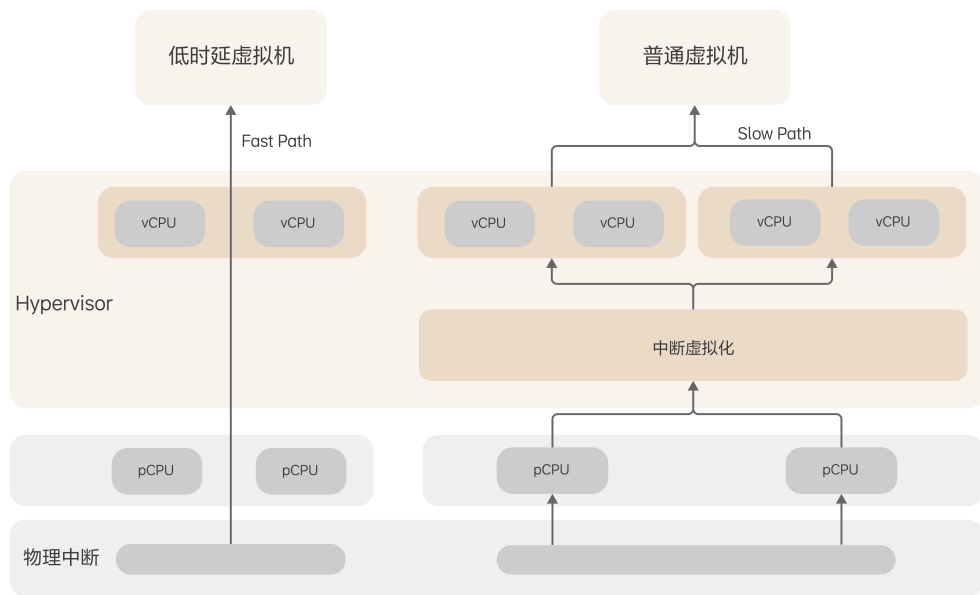 低时延虚拟机
普通虚拟机
Fast Path
Slow Path
vCPU
vCPU
vCPU
vCPU
vCPU
vCPU
Hypervisor
中断虚拟化
pCPU
pCPU
pCPU
pCPU
物理中断